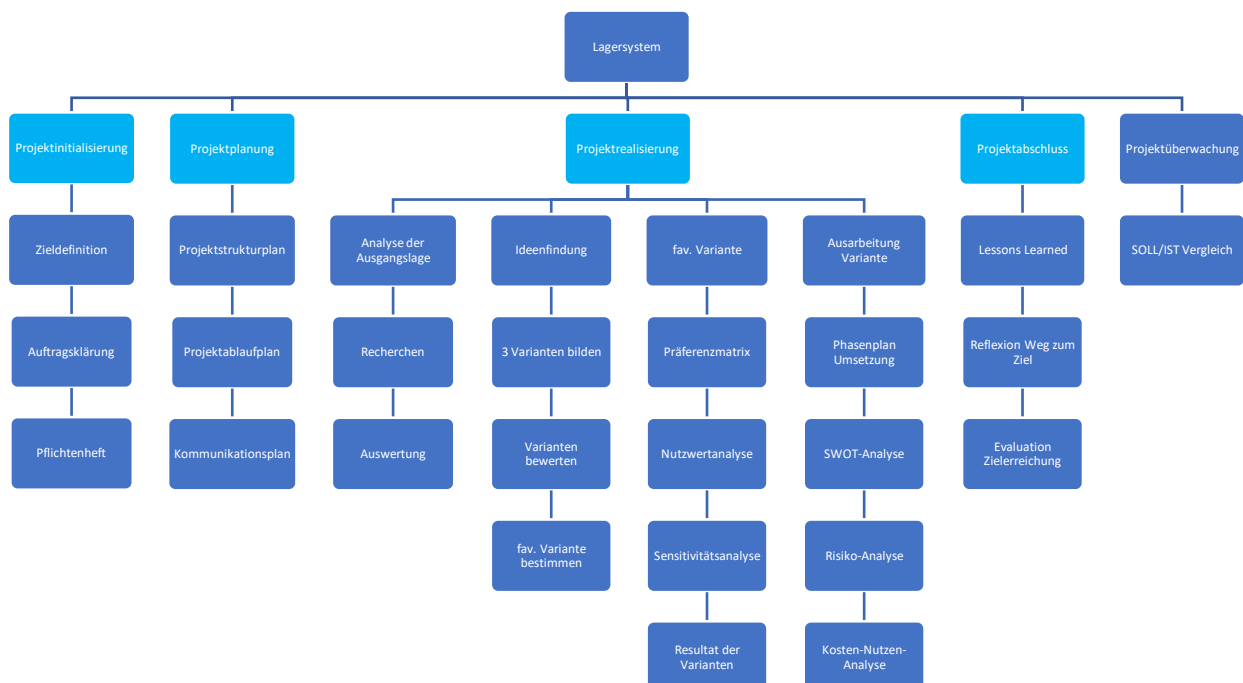 Lagersystem
Projektinitialisierung
Projektplanung
Projektrealisierung
Projektabschluss
Projektüberwachung
Zieldefinition
Projektstrukturplan
Analyse der
Ausgangslage
Ideenfindung
fav. Variante
Ausarbeitung
Variante
Lessons Learned
SOLL/IST Vergleich
Auftragsklärung
Projektablaufplan
Recherchen
3 Varianten bilden
Präferenzmatrix
Phasenplan
Umsetzung
Reflexion Weg zum
Ziel
Pflichtenheft
Kommunikationsplan
Auswertung
Varianten
bewerten
Nutzwertanalyse
SWOT-Analyse
Evaluation
Zielerreichung
fav. Variante
bestimmen
Sensitivitätsanalyse
Risiko-Analyse
Resultat der
Varianten
Kosten-Nutzen-
Analyse